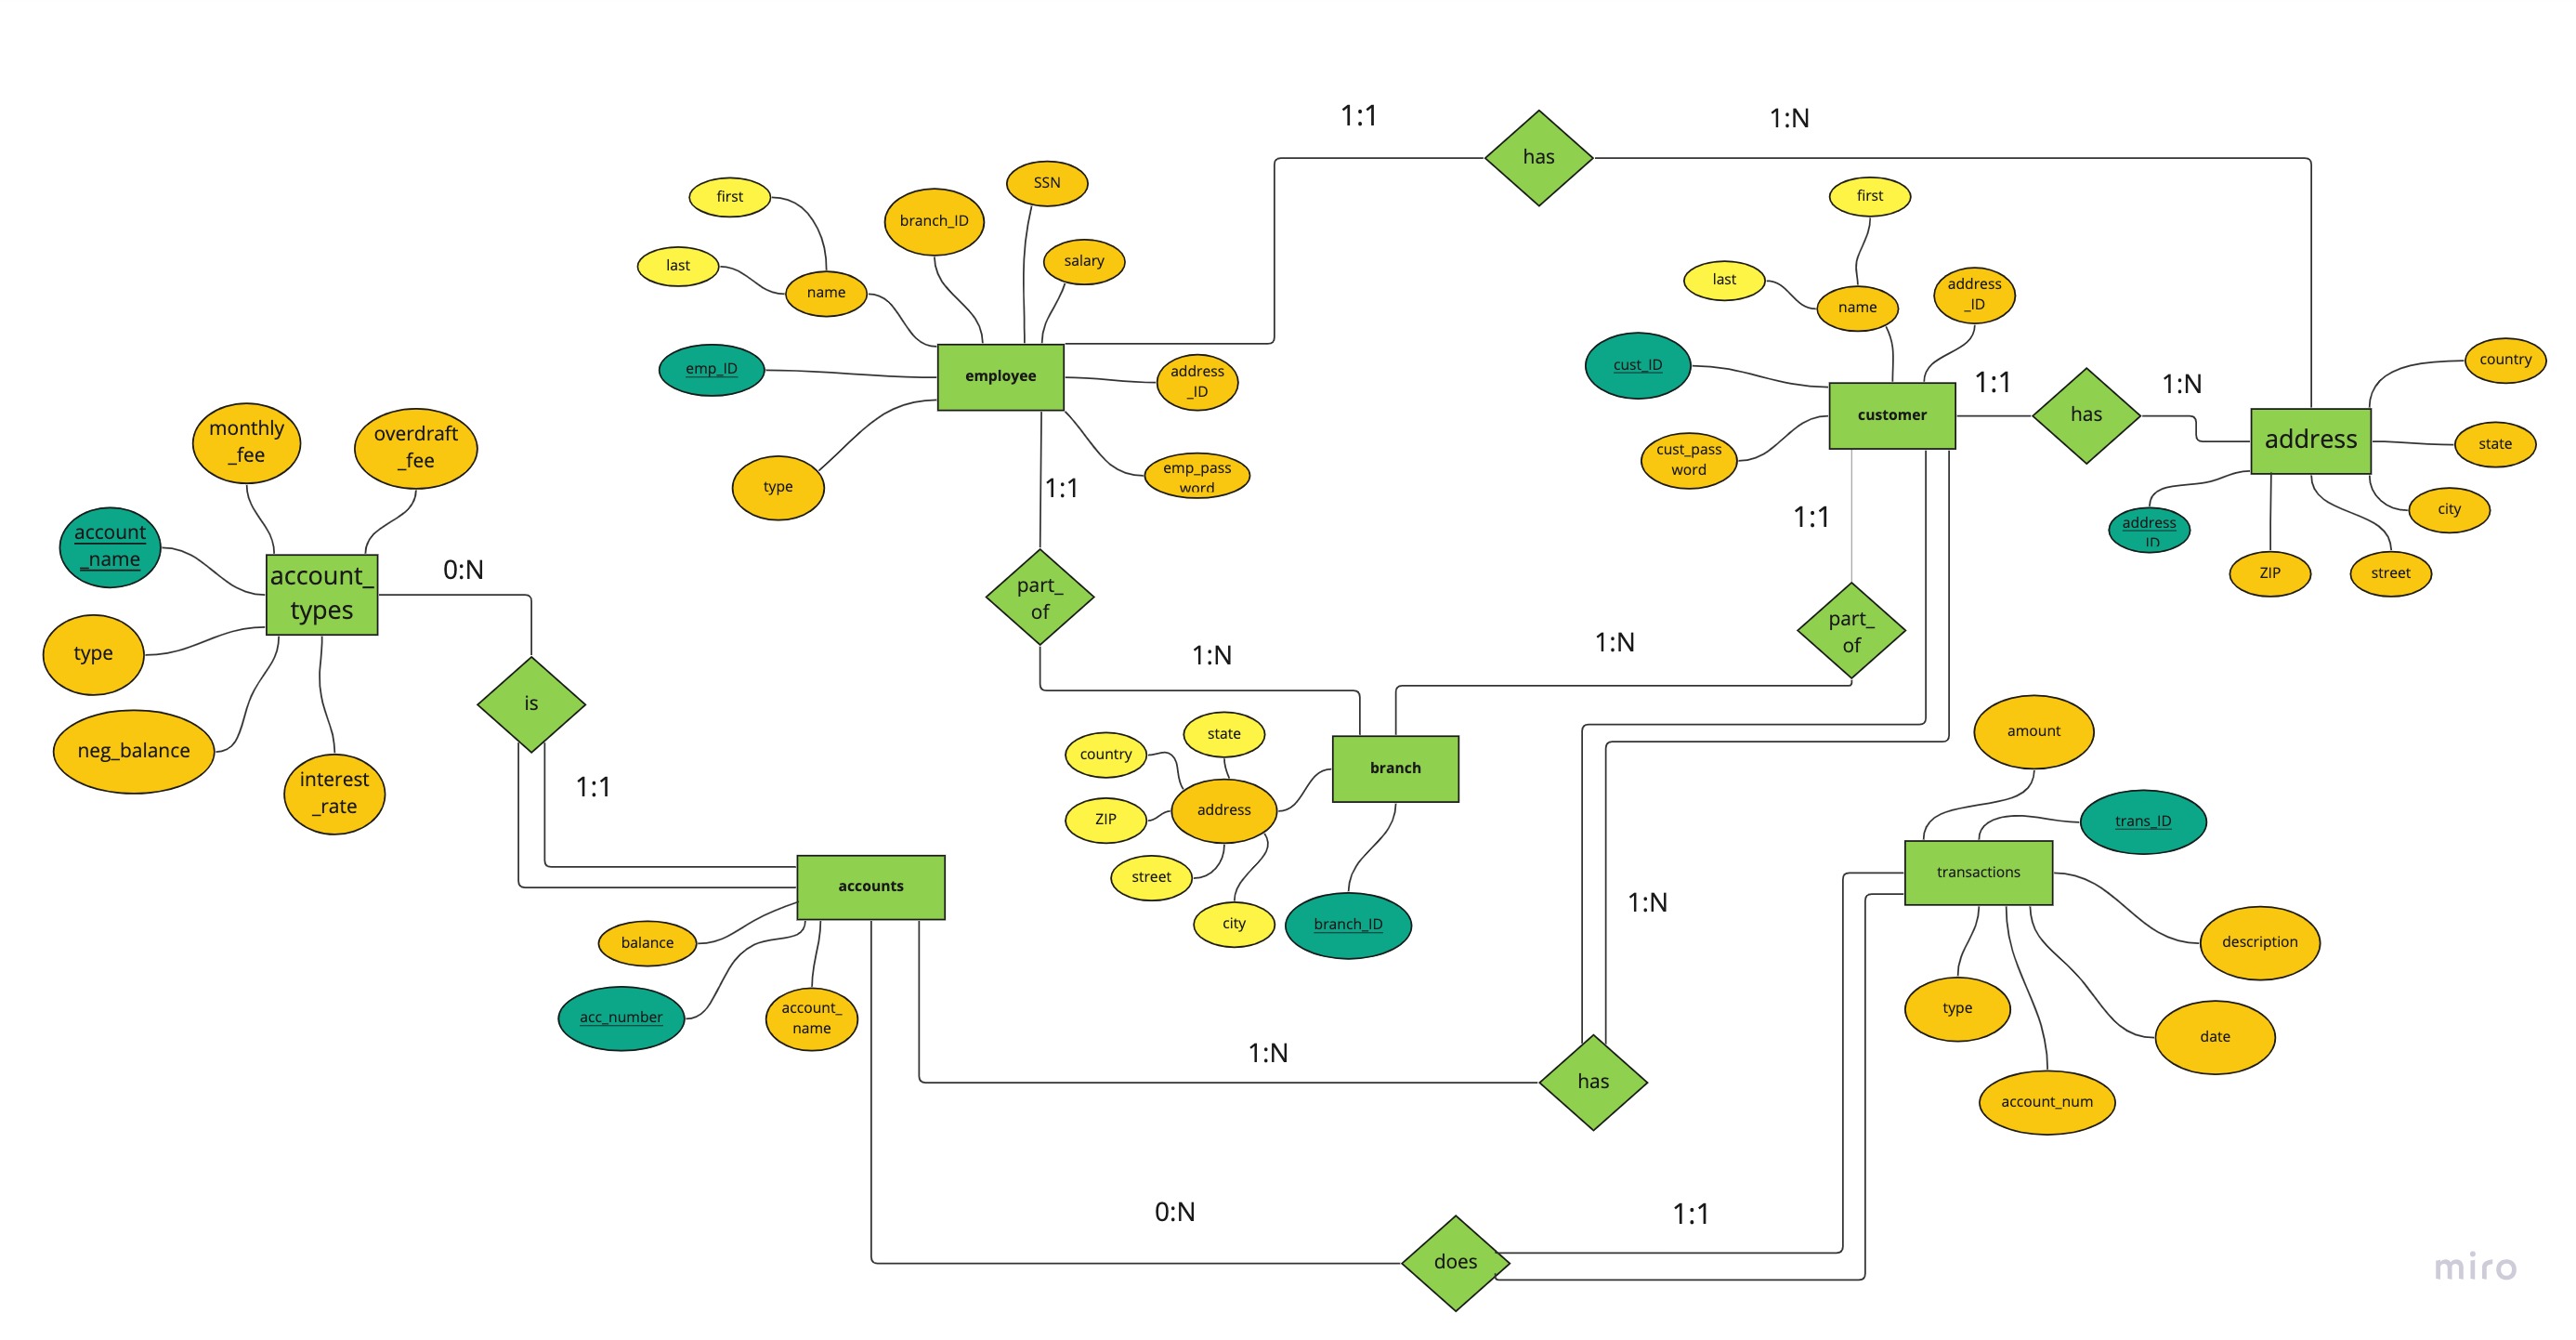 1:1
1:N
has
SSN
first
branch_ID
first
last
salary
name
last
address
_ID
name
emp_ID
employee
address
_ID
cust_ID
customer
1:1
has
1:N
country
address
state
type
emp_pass
word
1:1
cust_pass
word
1:1
city
address
ID
ZIP
street
monthly
_fee
overdraft
_fee
account
_name
0:N
account_
types
type
part_
of
part_
of
1:N
1:N
is
neg_balance
interest
_rate
1:1
state
country
branch
address
ZIP
street
city
branch_ID
amount
trans_ID
transactions
description
type
date
account_num
accounts
balance
acc_number
account_
name
1:N
1:N
has
0:N
1:1
does
miro